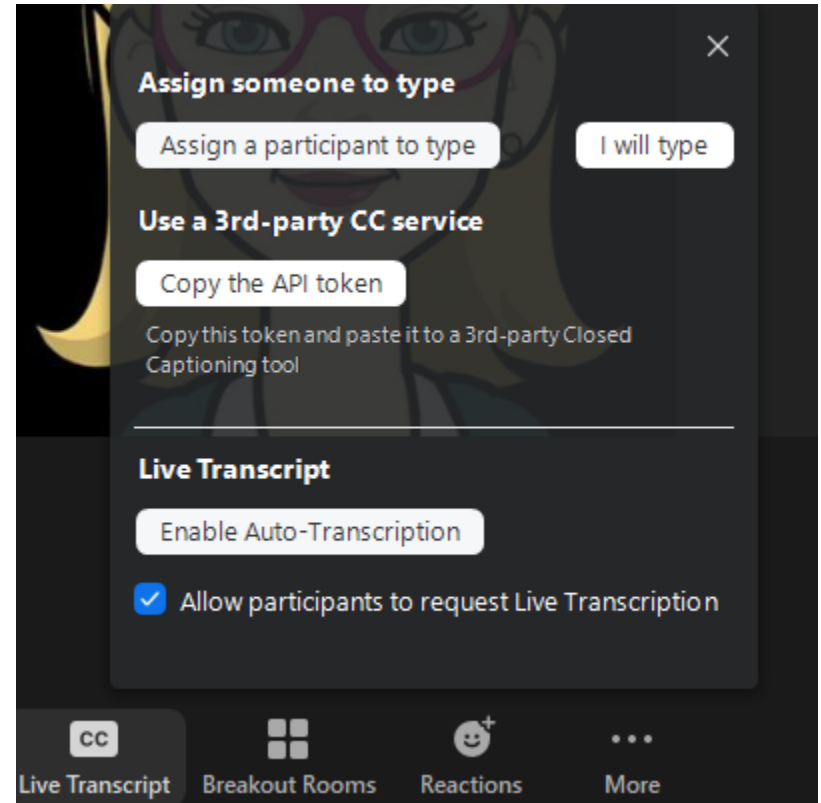 Assign someone to type
Assign a participant to type I will type
Use a 3rd-party CC service
Copy the API token
Copy this token and paste it to a 3rd-party Closed
Captioning tool
Live Transcript
Enable Auto-Transcription
Allow participants to request Live Transcription
CC
Live Transcript Breakout Rooms Reactions More